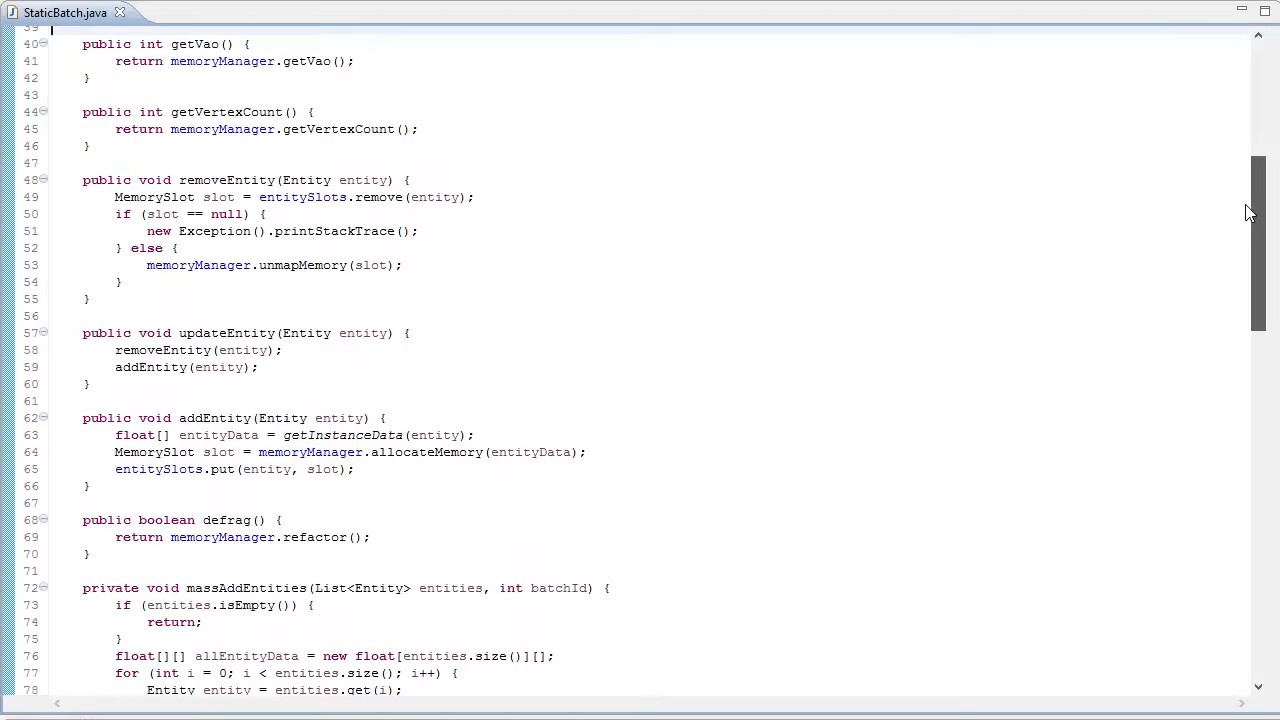 StaticBatch.java
39
40 public int getVao() {
41 return memoryManager.getVao();
42 }
43
44 public int getVertexCount() {
45 return memoryManager.getVertexCount();
46 }
47
48 public void removeEntity(Entity entity) {
49 MemorySlot slot = entitySlots.remove(entity);
50 if (slot == null) {
51 new Exception().printStackTrace();
52 } else {
53 memoryManager.unmapMemory(slot);
54 }
55 }
56
57 public void updateEntity(Entity entity) {
58 removeEntity(entity);
59 addEntity(entity);
60 }
61
62 public void addEntity(Entity entity) {
63 float[] entityData = getInstanceData(entity);
64 MemorySlot slot = memoryManager.allocateMemory(entityData);
65 entitySlots.put(entity, slot);
66 }
67
68 public boolean defrag() {
69 return memoryManager.refactor();
70 }
71
72 private void massAddEntities(List<Entity> entities, int batchId) {
73 if (entities.isEmpty()) {
74 return;
75 }
76 float[][] allEntityData = new float[entities.size()][];
77 for (int i = 0; i < entities.size(); i++) {
78 Entity entity = entities.get(i);